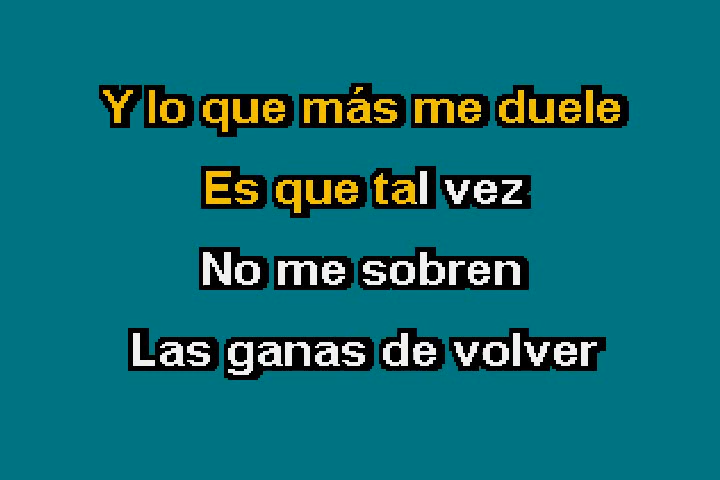 Y lo que más me duele
Es que tal vez
No me sobren
Las ganas de volver